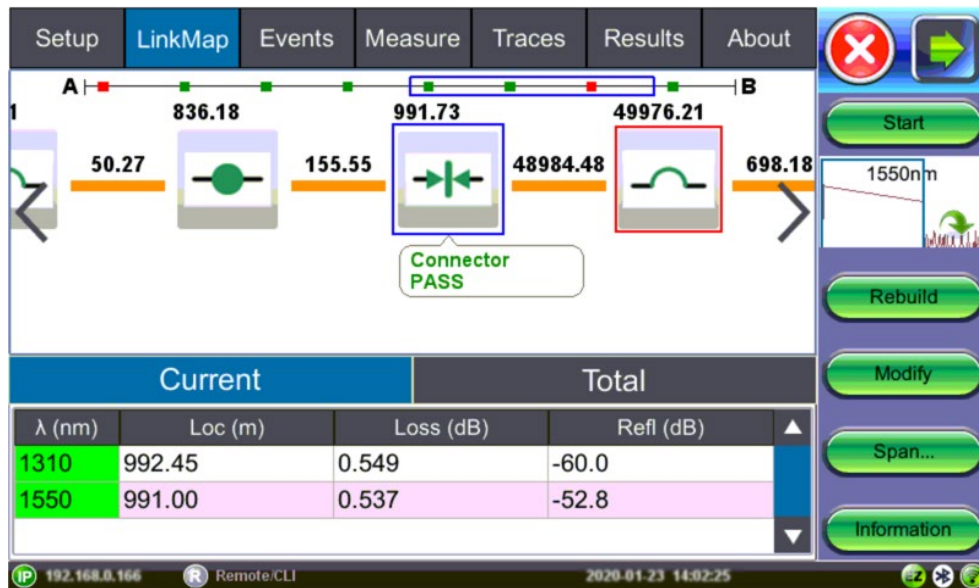 Setup LinkMap Events Measure Traces Results About
A B
1 836.18 991.73 49976.21
50.27 155.55 48984.48 698.18
Connector
PASS
Current Total
λ (nm) Loc (m) Loss (dB) Refl (dB)
1310 992.45 0.549 -60.0
1550 991.00 0.537 -52.8
Start
1550nm
Rebuild
Modify
Span...
Information
IP 192.168.0.166 R Remote/CLI 2020-01-23 14:02:25 EZ